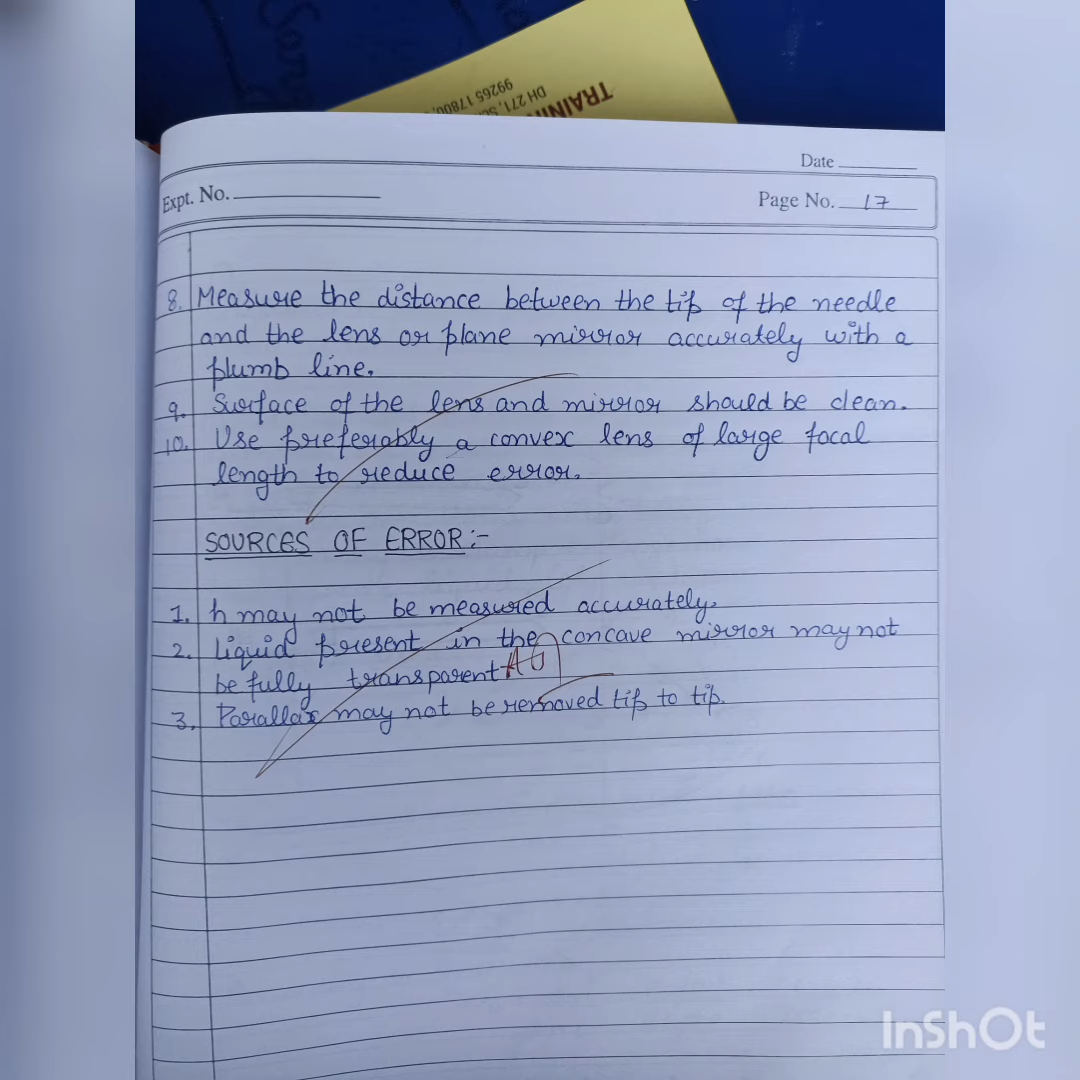 TRAININ
DH 271, Sc
99265 17800,
Date
Expt. No.
Page No. 17
8. Measure the distance between the tip of the needle
and the lens or plane mirror accurately with a
plumb line.
9. Surface of the lens and mirror should be clean.
10. Use preferably a convex lens of large focal
length to reduce error.
SOURCES OF ERROR:-
1. h may not be measured accurately.
2. Liquid present in the concave mirror may not
be fully transparent
3. Parallax may not be removed tip to tip.
InShOt